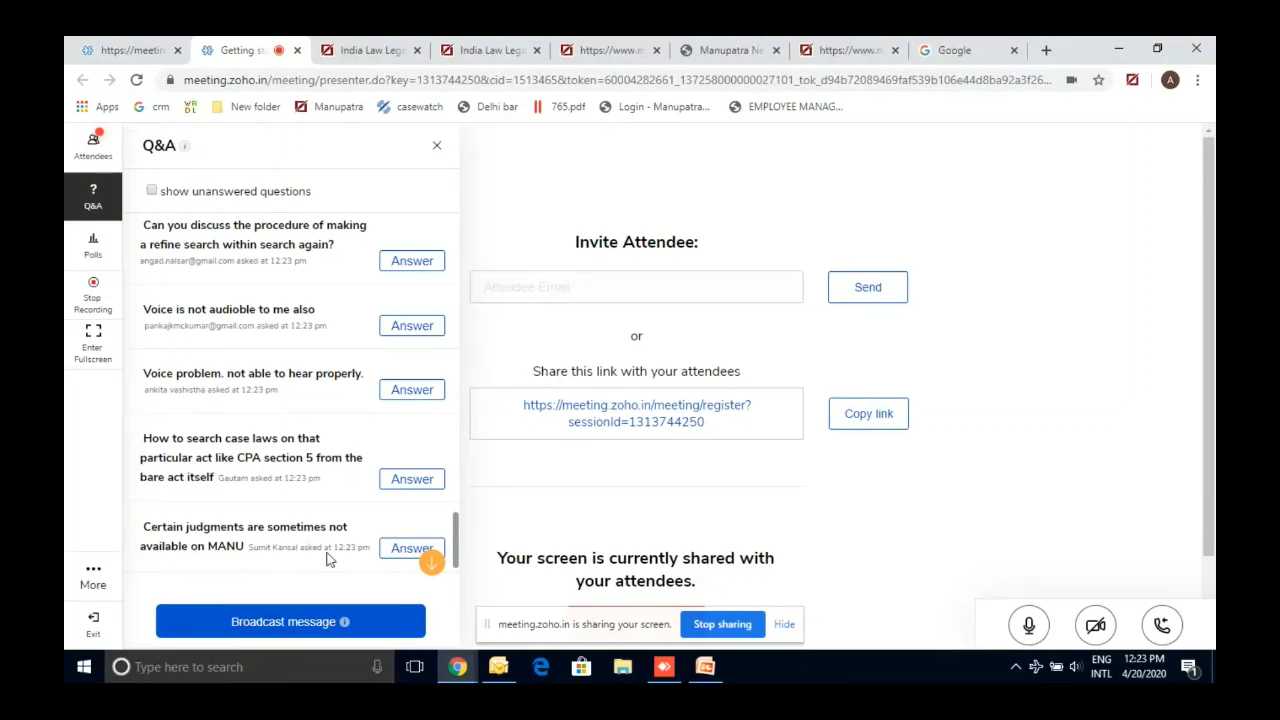 https://meetin
Getting st
India Law Leg
India Law Leg
https://www.m
Manupatra Ne
https://www.m
Google
meeting.zoho.in/meeting/presenter.do?key=1313744250&cid=1513465&token=60004282661_137258000000027101_tok_d94b72089469faf539b106e44d8ba92a3f26...
A
Apps
crm
New folder
Manupatra
casewatch
Delhi bar
765.pdf
Login - Manupatra...
EMPLOYEE MANAG...
Attendees
?
Q&A
Polls
Stop
Recording
Enter
Fullscreen
More
Exit
Q&A
show unanswered questions
Can you discuss the procedure of making
a refine search within search again?
angad.nalsar@gmail.com asked at 12:23 pm
Answer
Voice is not audioble to me also
pankajkmckumar@gmail.com asked at 12:23 pm
Answer
Voice problem. not able to hear properly.
ankita vashistha asked at 12:23 pm
Answer
How to search case laws on that
particular act like CPA section 5 from the
bare act itself Gautam asked at 12:23 pm
Answer
Certain judgments are sometimes not
available on MANU Sumit Kansal asked at 12:23 pm
Answer
Broadcast message
Invite Attendee:
Attendee Email
Send
or
Share this link with your attendees
https://meeting.zoho.in/meeting/register?
sessionId=1313744250
Copy link
Your screen is currently shared with
your attendees.
meeting.zoho.in is sharing your screen.
Stop sharing
Hide
Type here to search
ENG
INTL
12:23 PM
4/20/2020
1